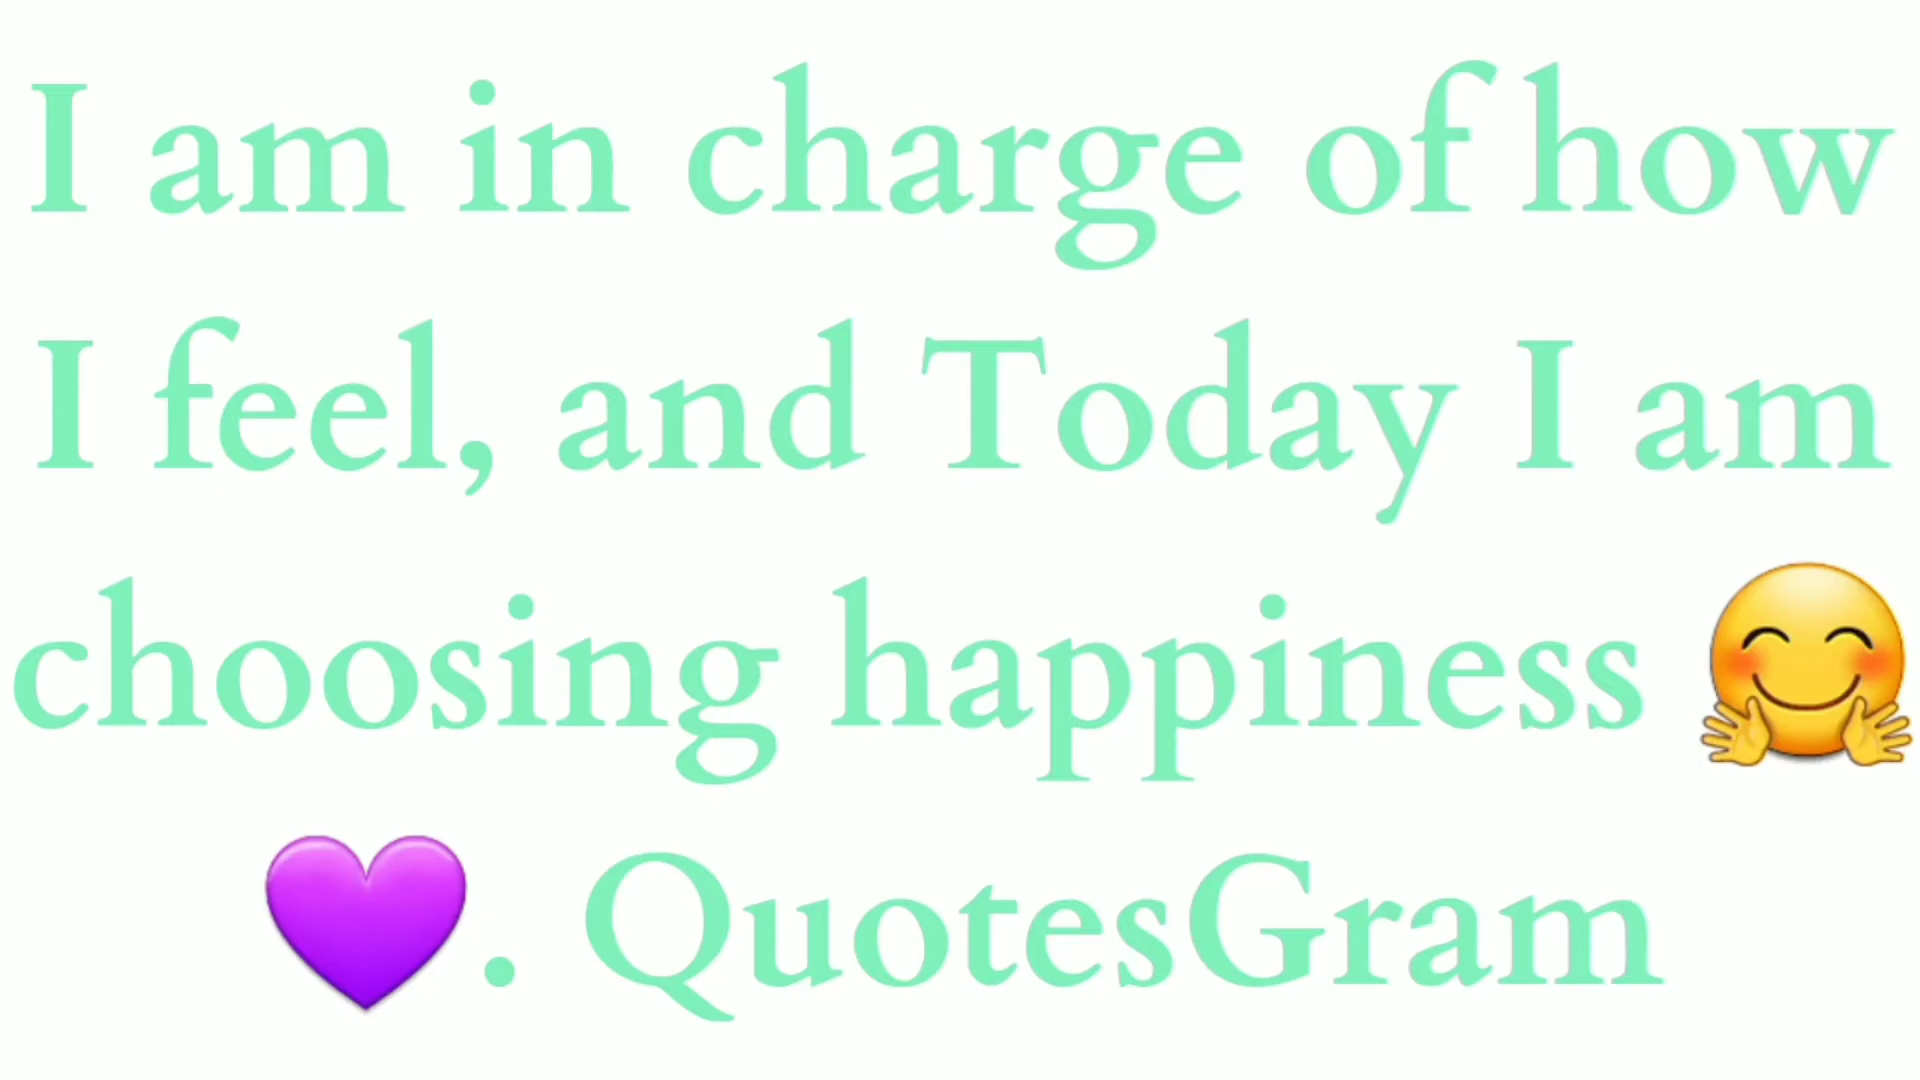 I am in charge of how
I feel, and Today I am
choosing happiness 🤗
💜. QuotesGram